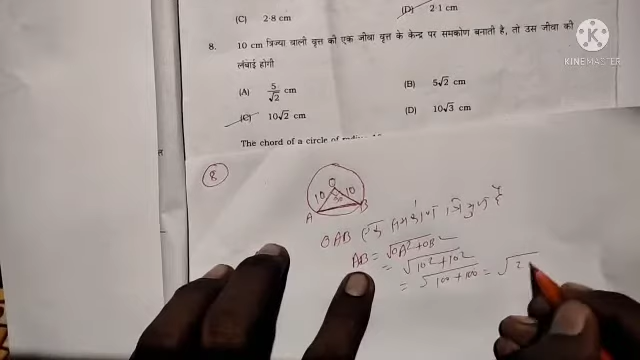 (C) 2·8 cm (D) 2·1 cm
8. 10 cm त्रिज्या वाली वृत्त की एक जीवा वृत्त के केन्द्र पर समकोण बनाती है, तो उस जीवा की
लंबाई होगी
(A) 5/√2 cm (B) 5√2 cm
(C) 10√2 cm (D) 10√3 cm
The chord of a circle of
KINEMASTER
8
O
10 10
A B
OAB एक समकोण त्रिभुज है
AB = √OA²+OB²
= √10²+10²
= √100+100 = √2